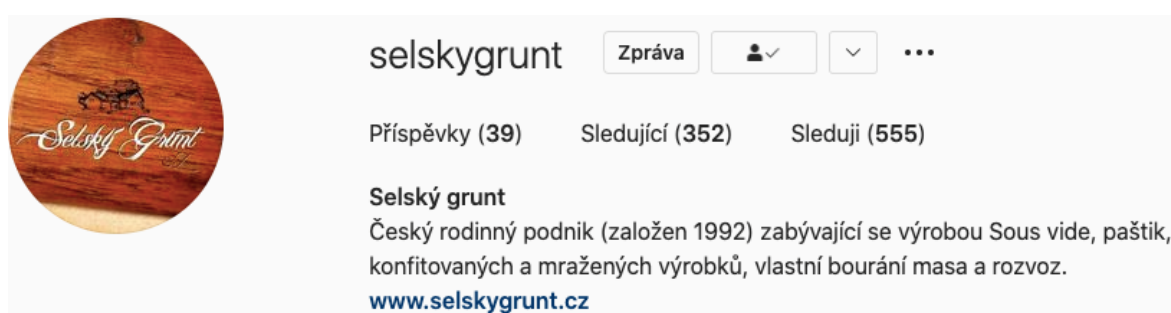 Selský Grunt
selskygrunt Zpráva
Příspěvky (39) Sledující (352) Sleduji (555)
Selský grunt
Český rodinný podnik (založen 1992) zabývající se výrobou Sous vide, paštik,
konfitovaných a mražených výrobků, vlastní bourání masa a rozvoz.
www.selskygrunt.cz